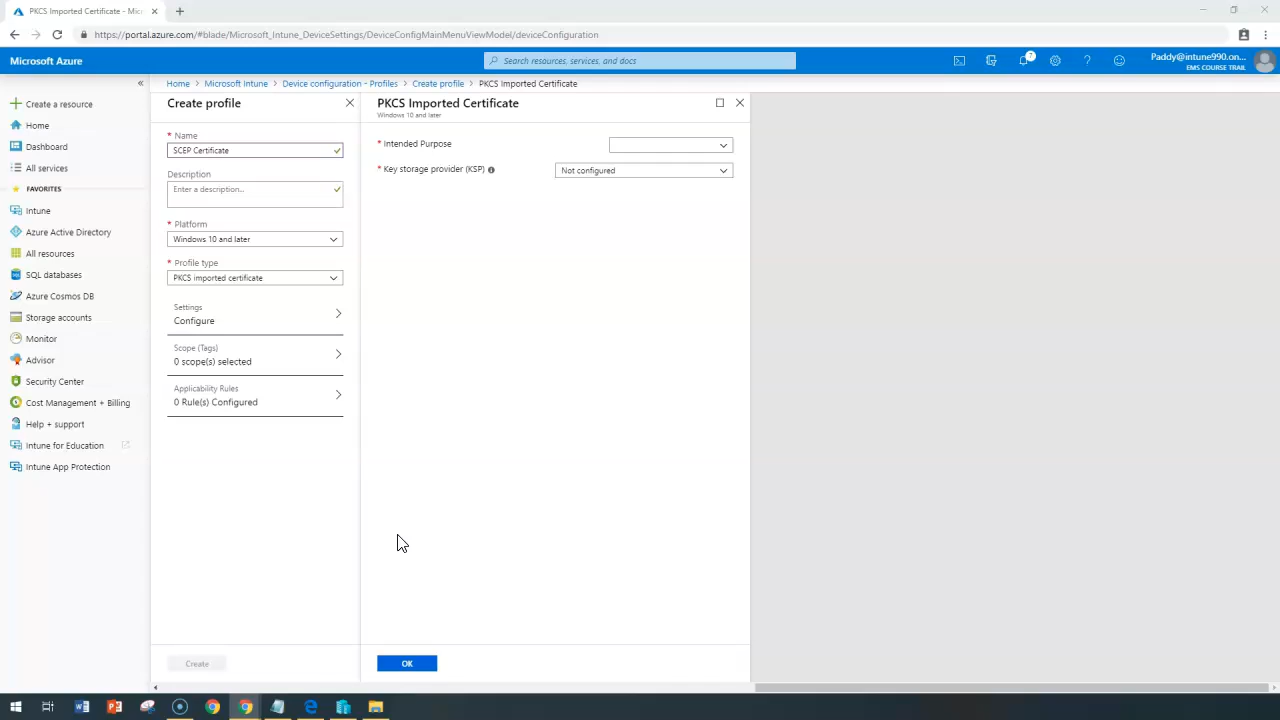 PKCS Imported Certificate - Mic
https://portal.azure.com/#blade/Microsoft_Intune_DeviceSettings/DeviceConfigMainMenuViewModel/deviceConfiguration
Microsoft Azure
Search resources, services, and docs
7
Paddy@intune990.on...
EMS COURSE TRAIL
Home > Microsoft Intune > Device configuration - Profiles > Create profile > PKCS Imported Certificate
Create a resource
Home
Dashboard
All services
FAVORITES
Intune
Azure Active Directory
All resources
SQL databases
Azure Cosmos DB
Storage accounts
Monitor
Advisor
Security Center
Cost Management + Billing
Help + support
Intune for Education
Intune App Protection
Create profile
* Name
SCEP Certificate
Description
Enter a description...
* Platform
Windows 10 and later
* Profile type
PKCS imported certificate
Settings
Configure
Scope (Tags)
0 scope(s) selected
Applicability Rules
0 Rule(s) Configured
Create
PKCS Imported Certificate
Windows 10 and later
* Intended Purpose
* Key storage provider (KSP)
Not configured
OK